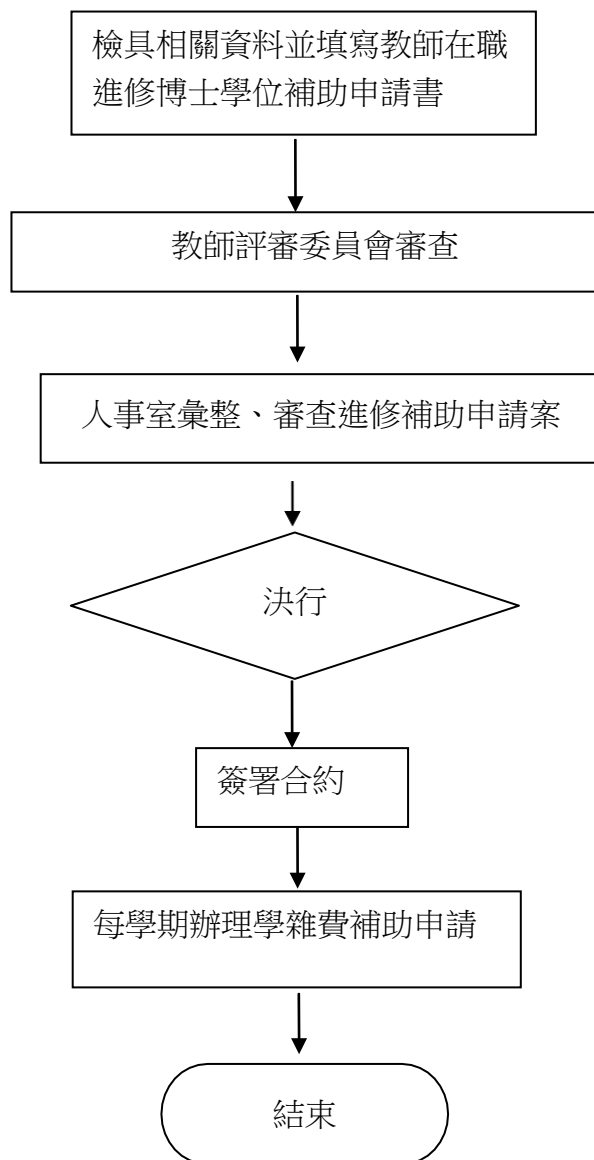 檢具相關資料並填寫教師在職
進修博士學位補助申請書
教師評審委員會審查
人事室彙整、審查進修補助申請案
決行
簽署合約
每學期辦理學雜費補助申請
結束